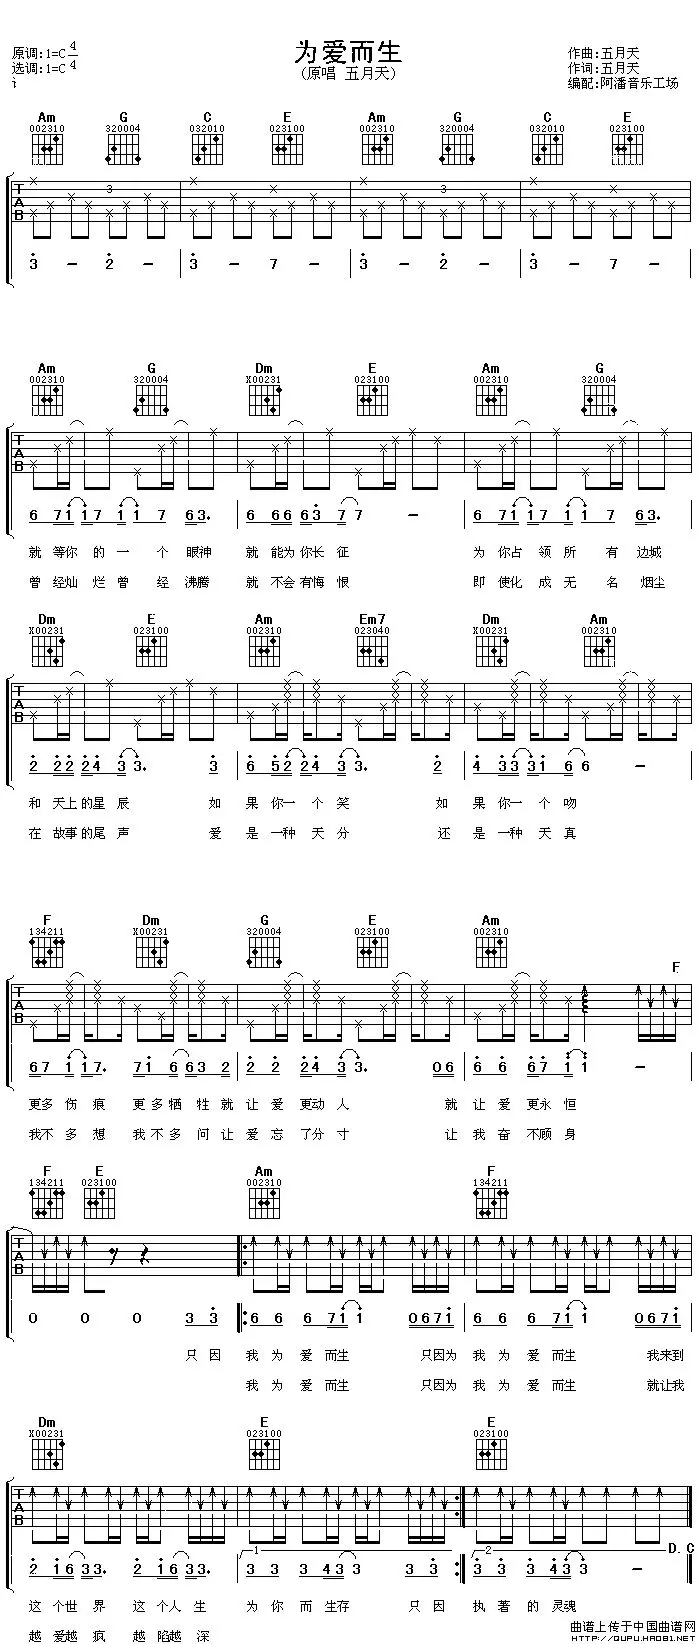 为爱而生
(原唱 五月天)
原调:1=C 4/4
选调:1=C
作曲:五月天
作词:五月天
编配:阿潘音乐工场
Am G C E Am G C E
002310 320004 032010 023100 002310 320004 032010 023100
T A B 3 3
3 - 2 - 3 - 7 - 3 - 2 - 3 - 7 -
Am G Dm E Am G
002310 320004 X00231 023100 002310 320004
T A B
6 71 17 11 7 63. 6 66 63 77 - 6 71 17 11 7 63.
就 等你 的 一 个 眼神 就 能为 你长 征 为 你占 领 所 有 边城
曾 经灿 烂 曾 经 沸腾 就 不会 有悔 恨 即 使化 成 无 名 烟尘
Dm E Am Em7 Dm Am
X00231 023100 002310 023040 X00231 002310
T A B
2 22 24 33. 3 6 52 24 33. 2 4 33 31 66 -
和 天上 的星 辰 如 果 你一 个 笑 如 果 你一 个 吻
在 故事 的尾 声 爱 是 一种 天 分 还 是 一种 天 真
F Dm G E Am
134211 X00231 320004 023100 002310
T A B F
67 1 17. 71 66 63 2 2 2 24 33. 06 6 6 67 11 -
更多 伤 痕 更 多 牺 牲 就 让 爱 更动 人 就 让 爱 更永 恒
我不 多 想 我 不 多 问 让 爱 忘 了分 寸 让 我 奋 不顾 身
F E Am F
134211 023100 002310 134211
T A B
0 0 0 3 3 6 6 6 71 1 0671 6 6 6 71 1 0671
只 因 我 为 爱 而生 只因为 我 为 爱 而生 我来到
我 为 爱 而生 只因为 我 为 爱 而生 就让我
Dm E E
X00231 023100 023100
T A B
1 2 D.C
2 16 33. 2 16 33. 3 3 3 43 3 3 3 3 3 3 43 3
这 个世 界 这 个人 生 为 你 而生存 只 因 执 著 的 灵魂
越 爱越 疯 越 陷越 深
曲谱上传于中国曲谱网
HTTP://QUPU.HAO81.NET